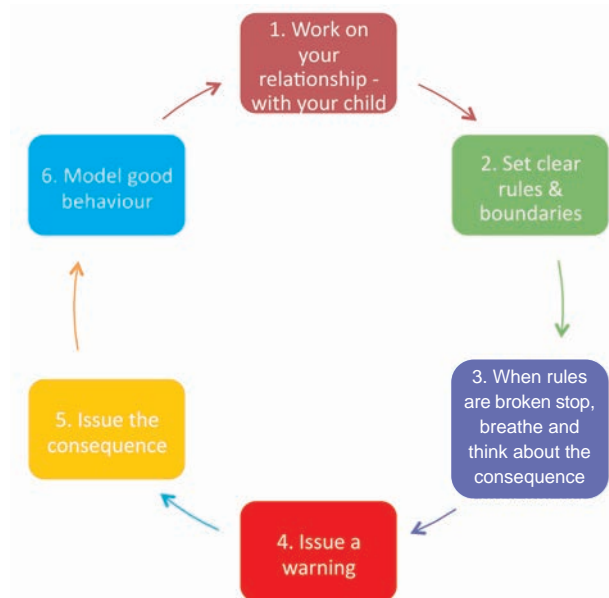 1. Work on
your
relationship -
with your child
2. Set clear
rules &
boundaries
3. When rules
are broken stop,
breathe and
think about the
consequence
4. Issue a
warning
5. Issue the
consequence
6. Model good
behaviour